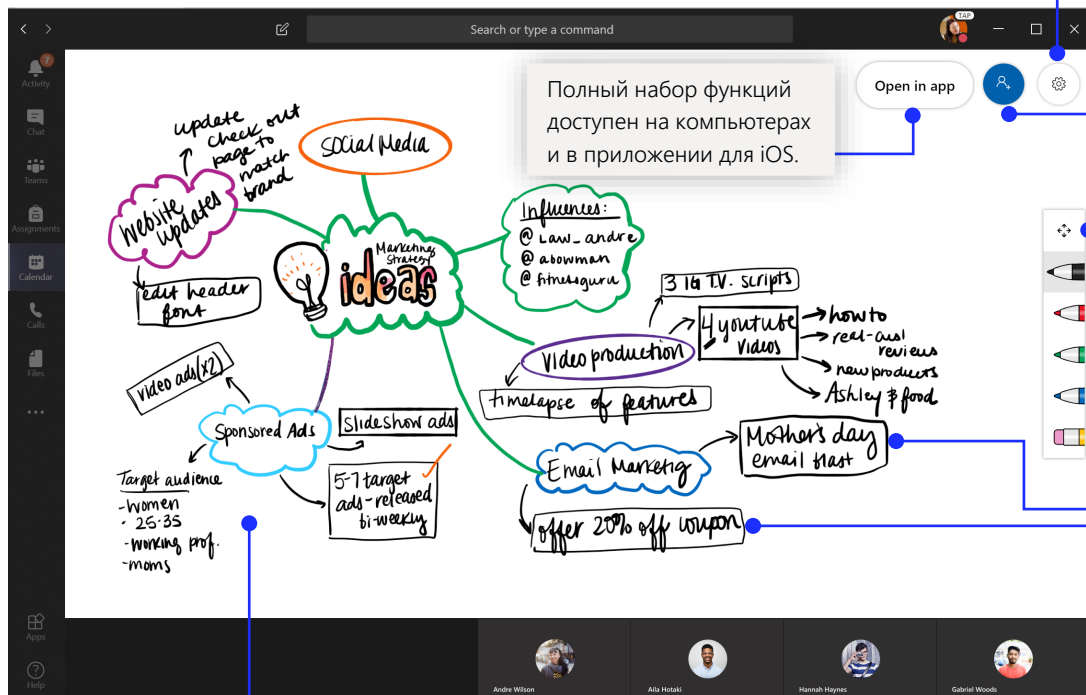 Search or type a command
TAP
7
Activity
Chat
Teams
Assignments
Calendar
Calls
Files
Apps
Help
Полный набор функций
доступен на компьютерах
и в приложении для iOS.
Open in app
update
check out
page to
match
brand
Social Media
Website
updates
edit header
font
Marketing
Strategy
ideas
Influences:
@ Law_andre
@ abowman
@ fitnessguru
3 IG T.V. scripts
4 youtube
videos
how to
real-cust
reviews
new products
Ashley & food
Video production
timelapse of features
video ads (x2)
Sponsored Ads
Slideshow ads
Target audience
-women
- 25-35
-working prof.
-moms
5-7 target
ads-released
bi-weekly
Email Marketig
Mother's day
email blast
offer 20% off coupon
Andre Wilson
Aila Hotaki
Hannah Haynes
Gabriel Woods